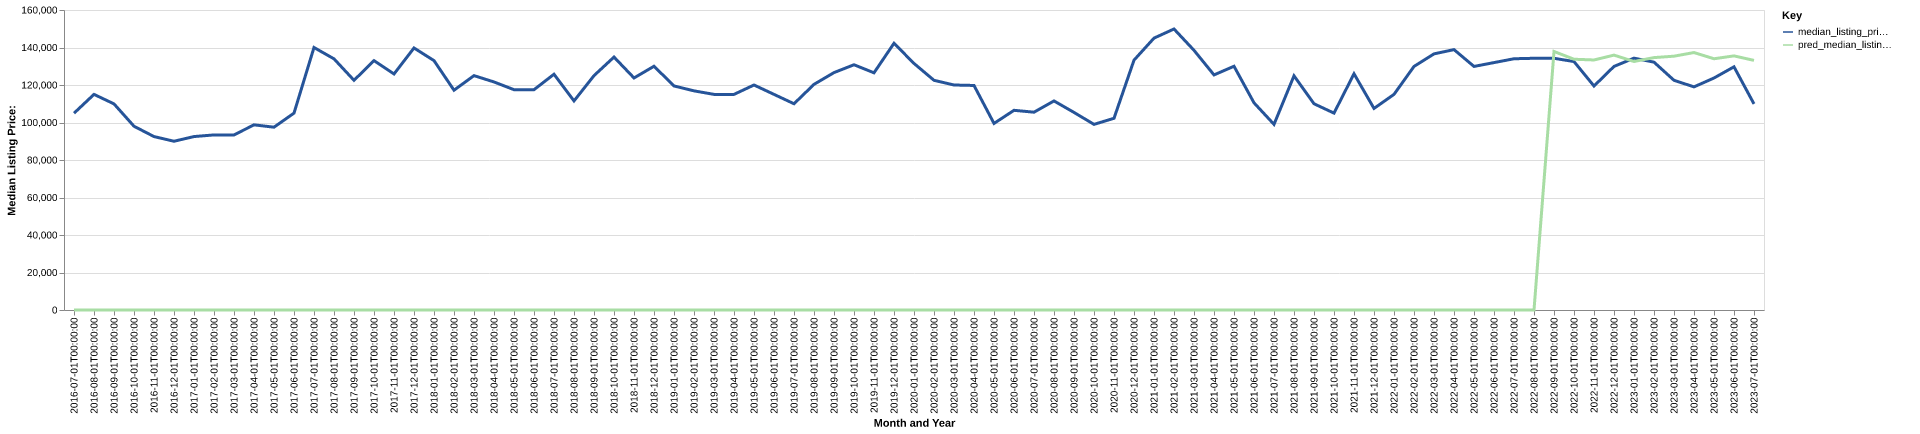 Key
median_listing_pri…
pred_median_listin…
Median Listing Price:
160,000
140,000
120,000
100,000
80,000
60,000
40,000
20,000
0
2016-07-01T00:00:00
2016-08-01T00:00:00
2016-09-01T00:00:00
2016-10-01T00:00:00
2016-11-01T00:00:00
2016-12-01T00:00:00
2017-01-01T00:00:00
2017-02-01T00:00:00
2017-03-01T00:00:00
2017-04-01T00:00:00
2017-05-01T00:00:00
2017-06-01T00:00:00
2017-07-01T00:00:00
2017-08-01T00:00:00
2017-09-01T00:00:00
2017-10-01T00:00:00
2017-11-01T00:00:00
2017-12-01T00:00:00
2018-01-01T00:00:00
2018-02-01T00:00:00
2018-03-01T00:00:00
2018-04-01T00:00:00
2018-05-01T00:00:00
2018-06-01T00:00:00
2018-07-01T00:00:00
2018-08-01T00:00:00
2018-09-01T00:00:00
2018-10-01T00:00:00
2018-11-01T00:00:00
2018-12-01T00:00:00
2019-01-01T00:00:00
2019-02-01T00:00:00
2019-03-01T00:00:00
2019-04-01T00:00:00
2019-05-01T00:00:00
2019-06-01T00:00:00
2019-07-01T00:00:00
2019-08-01T00:00:00
2019-09-01T00:00:00
2019-10-01T00:00:00
2019-11-01T00:00:00
2019-12-01T00:00:00
2020-01-01T00:00:00
2020-02-01T00:00:00
2020-03-01T00:00:00
2020-04-01T00:00:00
2020-05-01T00:00:00
2020-06-01T00:00:00
2020-07-01T00:00:00
2020-08-01T00:00:00
2020-09-01T00:00:00
2020-10-01T00:00:00
2020-11-01T00:00:00
2020-12-01T00:00:00
2021-01-01T00:00:00
2021-02-01T00:00:00
2021-03-01T00:00:00
2021-04-01T00:00:00
2021-05-01T00:00:00
2021-06-01T00:00:00
2021-07-01T00:00:00
2021-08-01T00:00:00
2021-09-01T00:00:00
2021-10-01T00:00:00
2021-11-01T00:00:00
2021-12-01T00:00:00
2022-01-01T00:00:00
2022-02-01T00:00:00
2022-03-01T00:00:00
2022-04-01T00:00:00
2022-05-01T00:00:00
2022-06-01T00:00:00
2022-07-01T00:00:00
2022-08-01T00:00:00
2022-09-01T00:00:00
2022-10-01T00:00:00
2022-11-01T00:00:00
2022-12-01T00:00:00
2023-01-01T00:00:00
2023-02-01T00:00:00
2023-03-01T00:00:00
2023-04-01T00:00:00
2023-05-01T00:00:00
2023-06-01T00:00:00
2023-07-01T00:00:00
Month and Year